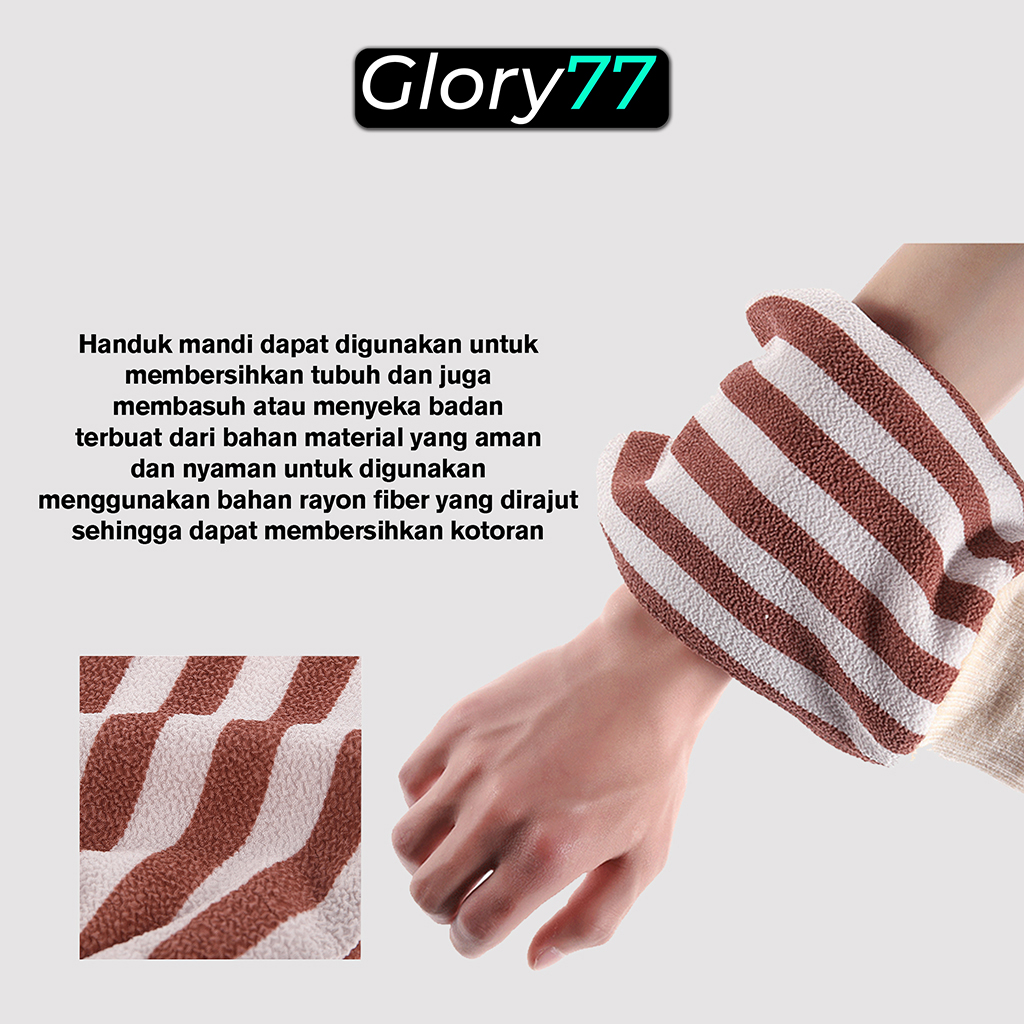 Glory77
Handuk mandi dapat digunakan untuk
membersihkan tubuh dan juga
membasuh atau menyeka badan
terbuat dari bahan material yang aman
dan nyaman untuk digunakan
menggunakan bahan rayon fiber yang dirajut
sehingga dapat membersihkan kotoran